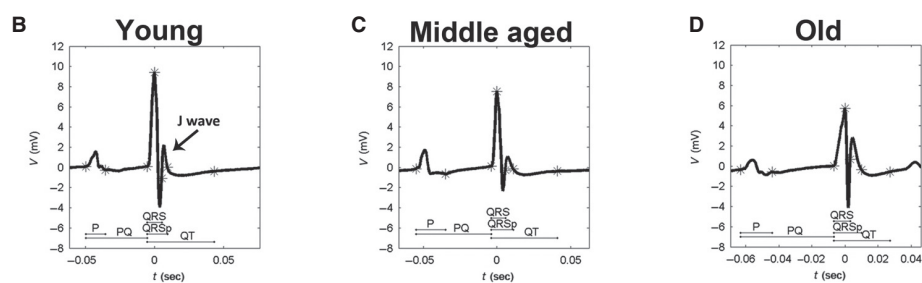 B Young
12
10
8
6
4
2
0
−2
−4
−6
−8
V (mV)
J wave
QRS
P QRSp
PQ QT
−0.05 0 0.05
t (sec)
C Middle aged
12
10
8
6
4
2
0
−2
−4
−6
−8
V (mV)
QRS
P QRSp
PQ QT
−0.05 0 0.05
t (sec)
D Old
12
10
8
6
4
2
0
−2
−4
−6
−8
V (mV)
QRS
P QRSp
PQ QT
−0.06 −0.04 −0.02 0 0.02 0.04
t (sec)